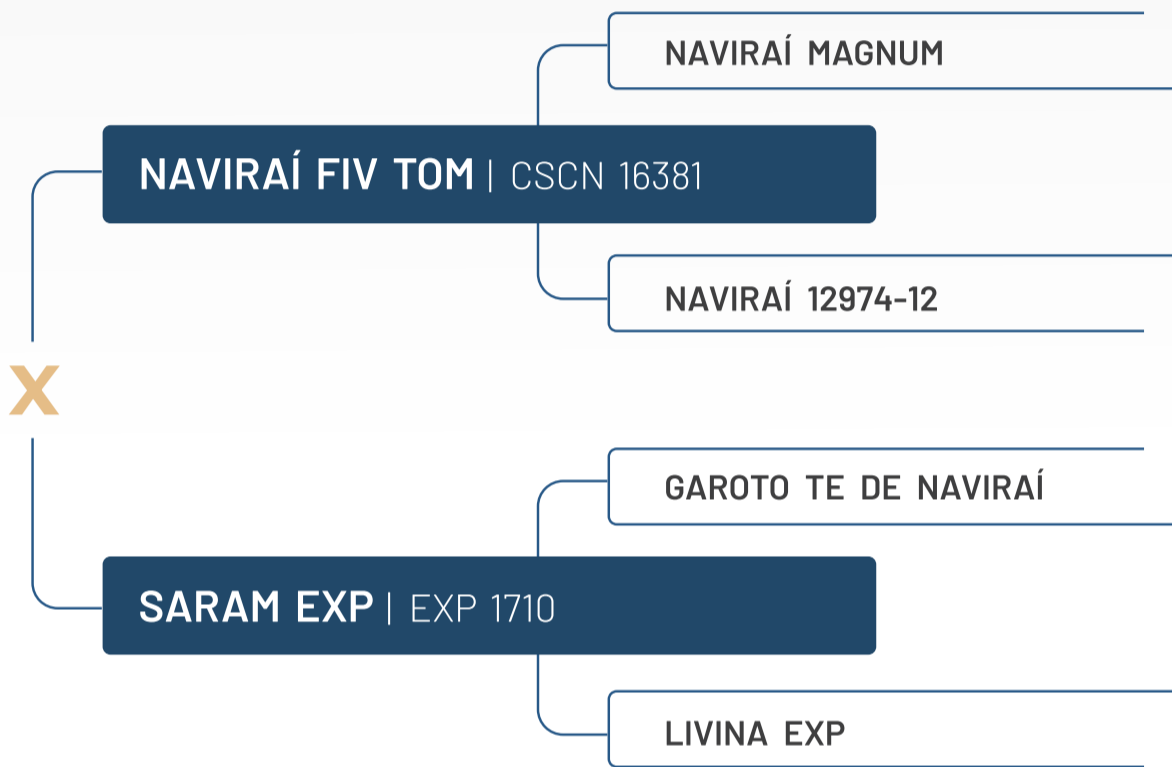 NAVIRAÍ MAGNUM
NAVIRAÍ FIV TOM | CSCN 16381
NAVIRAÍ 12974-12
X
GAROTO TE DE NAVIRAÍ
SARAM EXP | EXP 1710
LIVINA EXP